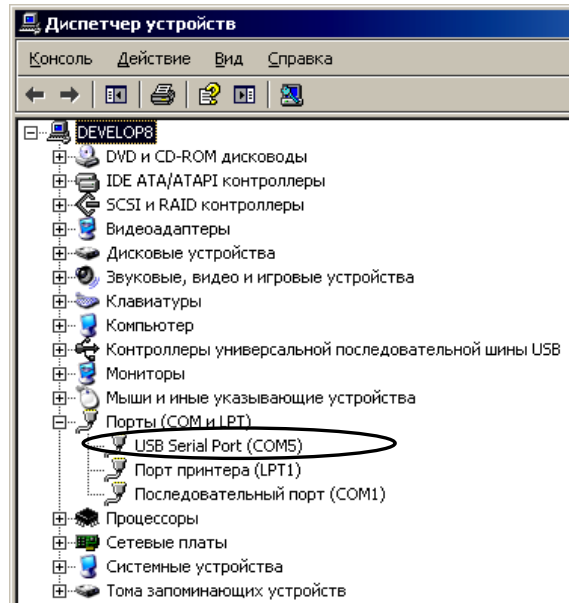 Диспетчер устройств
Консоль Действие Вид Справка
DEVELOP8
DVD и CD-ROM дисководы
IDE ATA/ATAPI контроллеры
SCSI и RAID контроллеры
Видеоадаптеры
Дисковые устройства
Звуковые, видео и игровые устройства
Клавиатуры
Компьютер
Контроллеры универсальной последовательной шины USB
Мониторы
Мыши и иные указывающие устройства
Порты (COM и LPT)
USB Serial Port (COM5)
Порт принтера (LPT1)
Последовательный порт (COM1)
Процессоры
Сетевые платы
Системные устройства
Тома запоминающих устройств